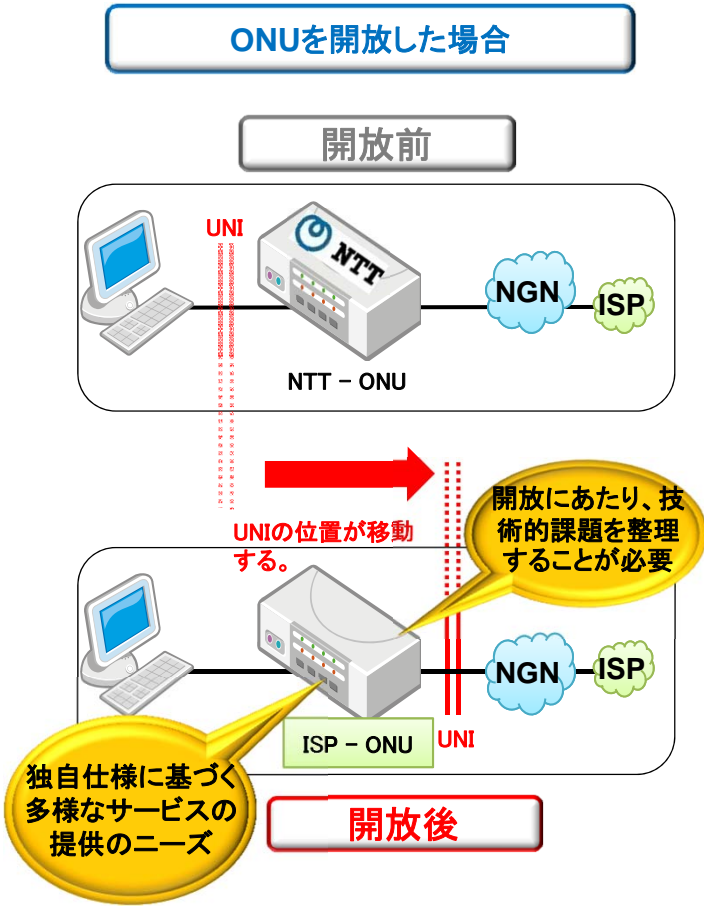 ONUを開放した場合
開放前
UNI
NTT
NGN
ISP
NTT － ONU
UNIの位置が移動
する。
開放にあたり、技
術的課題を整理
することが必要
NGN
ISP
ISP － ONU
UNI
独自仕様に基づく
多様なサービスの
提供のニーズ
開放後